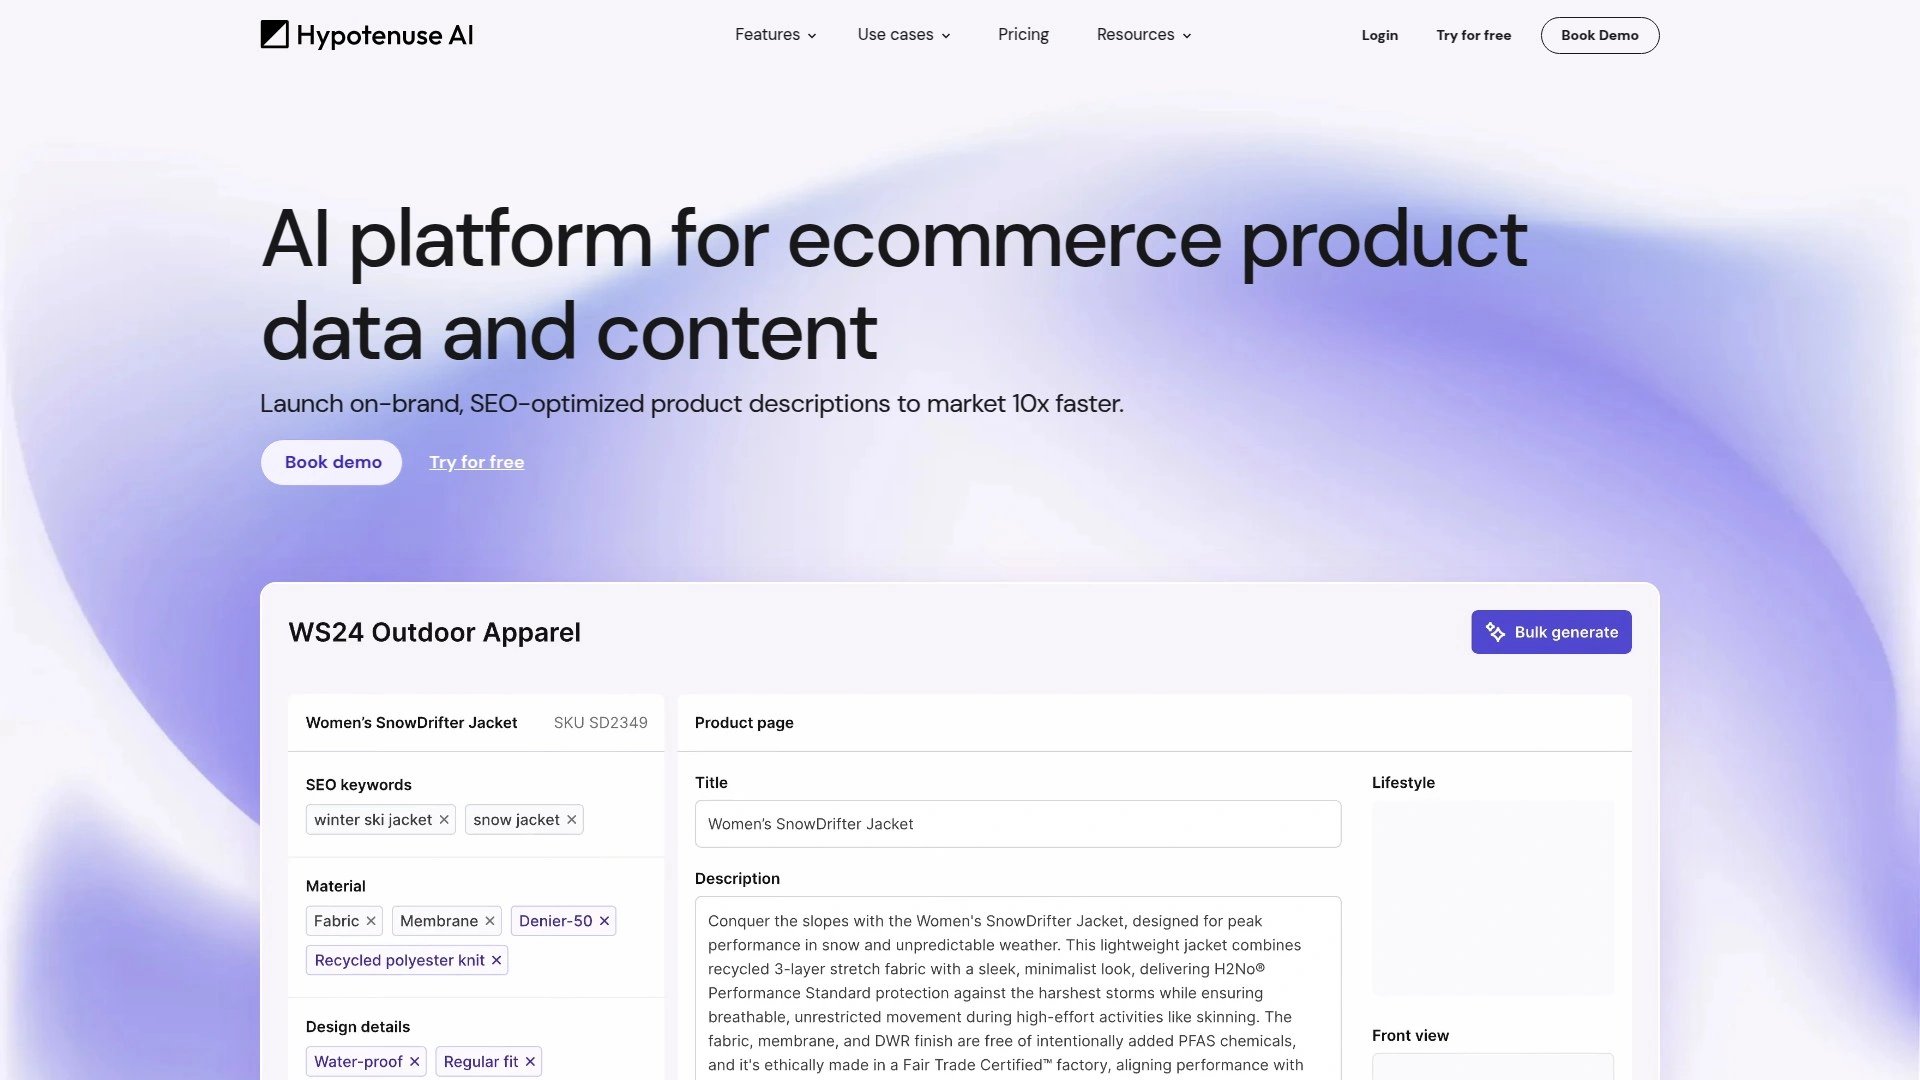 Hypotenuse AI
Features
Use cases
Pricing
Resources
Login
Try for free
Book Demo
AI platform for ecommerce product
data and content
Launch on-brand, SEO-optimized product descriptions to market 10x faster.
Book demo
Try for free
WS24 Outdoor Apparel
Bulk generate
Women's SnowDrifter Jacket
SKU SD2349
SEO keywords
winter ski jacket ×
snow jacket ×
Material
Fabric ×
Membrane ×
Denier-50 ×
Recycled polyester knit ×
Design details
Water-proof ×
Regular fit ×
Product page
Title
Women's SnowDrifter Jacket
Description
Conquer the slopes with the Women's SnowDrifter Jacket, designed for peak
performance in snow and unpredictable weather. This lightweight jacket combines
recycled 3-layer stretch fabric with a sleek, minimalist look, delivering H2No®
Performance Standard protection against the harshest storms while ensuring
breathable, unrestricted movement during high-effort activities like skinning. The
fabric, membrane, and DWR finish are free of intentionally added PFAS chemicals,
and it's ethically made in a Fair Trade Certified™ factory, aligning performance with
Lifestyle
Front view